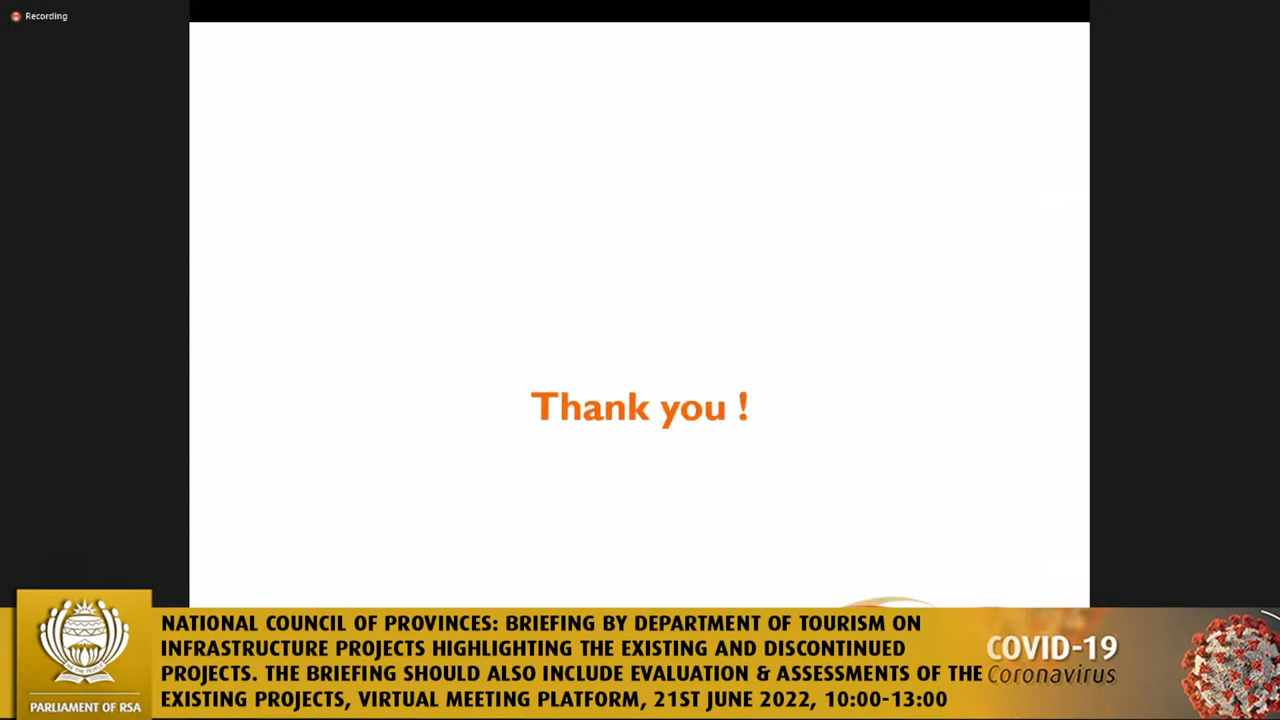 Recording
Thank you !
NATIONAL COUNCIL OF PROVINCES: BRIEFING BY DEPARTMENT OF TOURISM ON
INFRASTRUCTURE PROJECTS HIGHLIGHTING THE EXISTING AND DISCONTINUED
PROJECTS. THE BRIEFING SHOULD ALSO INCLUDE EVALUATION & ASSESSMENTS OF THE
EXISTING PROJECTS, VIRTUAL MEETING PLATFORM, 21ST JUNE 2022, 10:00-13:00
PARLIAMENT OF RSA
COVID-19
Coronavirus